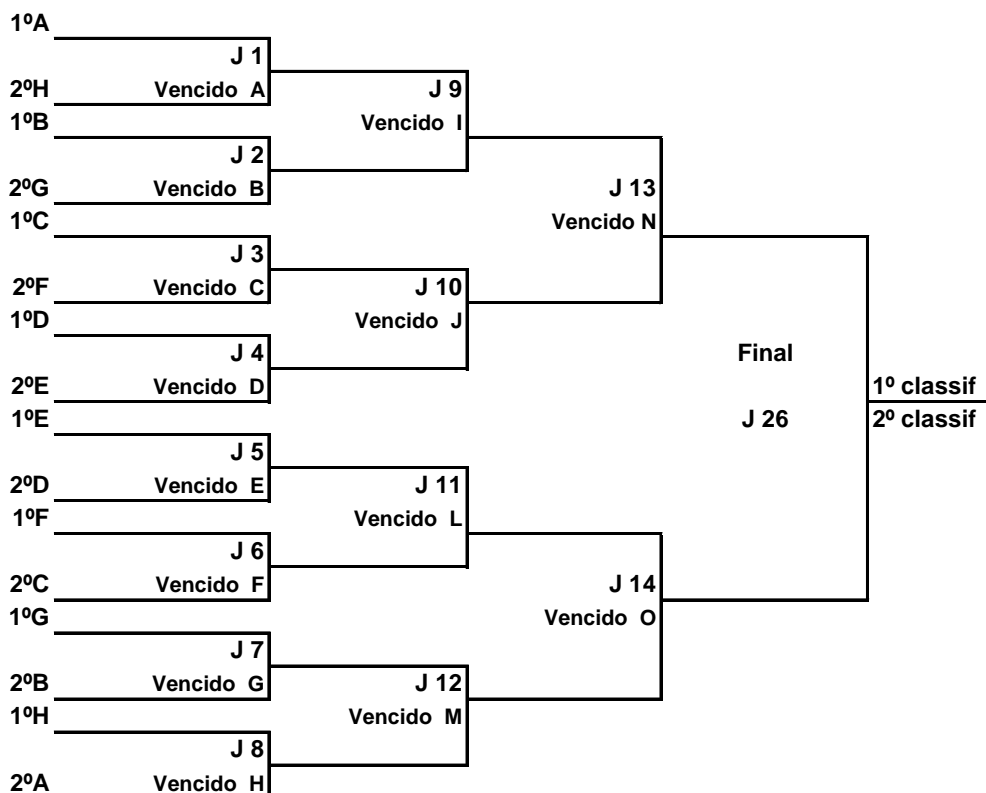 1ºA
J 1
2ºH Vencido A J 9
1ºB Vencido I
J 2
2ºG Vencido B J 13
1ºC Vencido N
J 3
2ºF Vencido C J 10
1ºD Vencido J
J 4 Final
2ºE Vencido D 1º classif
1ºE J 26 2º classif
J 5
2ºD Vencido E J 11
1ºF Vencido L
J 6
2ºC Vencido F J 14
1ºG Vencido O
J 7
2ºB Vencido G J 12
1ºH Vencido M
J 8
2ºA Vencido H